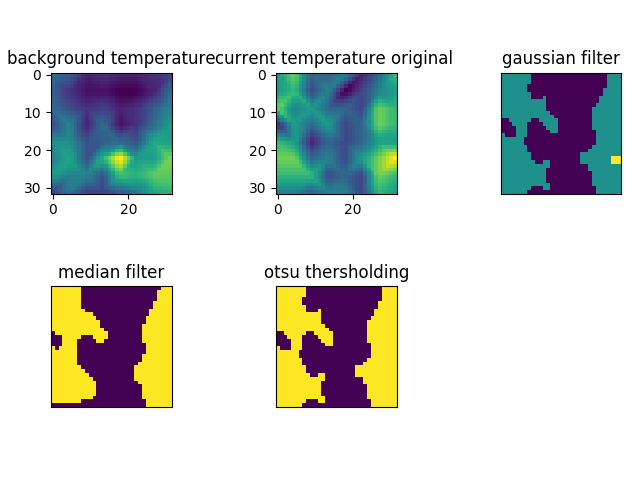 background temperature
current temperature original
gaussian filter
0
10
20
30
0
20
0
10
20
30
0
20
median filter
otsu thersholding